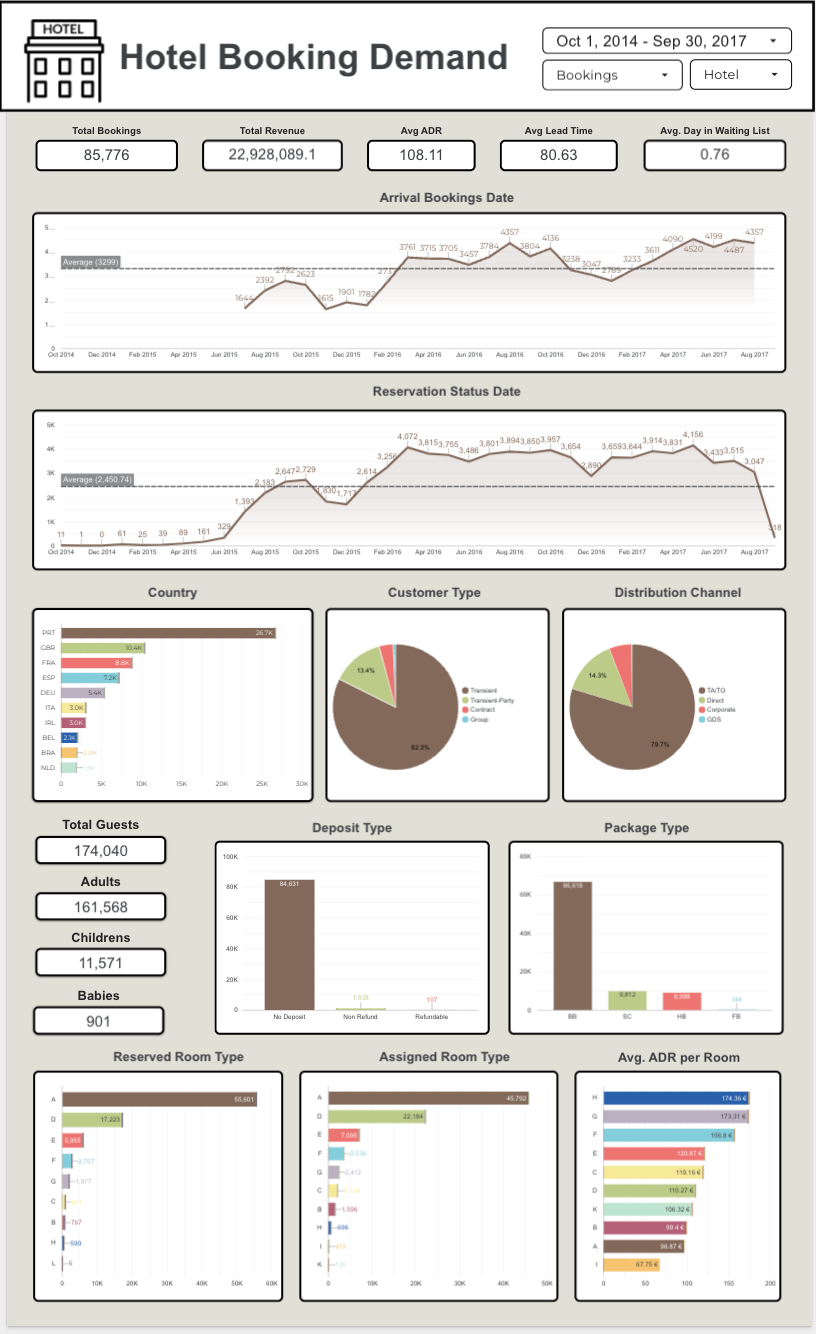 HOTEL
Hotel Booking Demand
Oct 1, 2014 - Sep 30, 2017
Bookings
Hotel
Total Bookings
85,776
Total Revenue
22,928,089.1
Avg ADR
108.11
Avg Lead Time
80.63
Avg. Day in Waiting List
0.76
Arrival Bookings Date
5...
4...
3...
2...
1...
0
Average (3299)
1644
2392
2752
2623
1615
1901
1782
3761
3715
3705
3457
3784
4357
3804
4136
3238
3047
2789
3233
3611
4090
4520
4199
4487
4357
Oct 2014
Dec 2014
Feb 2015
Apr 2015
Jun 2015
Aug 2015
Oct 2015
Dec 2015
Feb 2016
Apr 2016
Jun 2016
Aug 2016
Oct 2016
Dec 2016
Feb 2017
Apr 2017
Jun 2017
Aug 2017
Reservation Status Date
5K
4K
3K
2K
1K
0
Average (2,450.74)
11
1
0
61
25
39
89
161
329
1,393
2,183
2,647
2,729
1,830
1,717
2,614
3,256
4,072
3,815
3,755
3,486
3,801
3,894
3,850
3,957
3,654
2,890
3,659
3,644
3,914
3,831
4,156
3,433
3,515
3,047
318
Oct 2014
Dec 2014
Feb 2015
Apr 2015
Jun 2015
Aug 2015
Oct 2015
Dec 2015
Feb 2016
Apr 2016
Jun 2016
Aug 2016
Oct 2016
Dec 2016
Feb 2017
Apr 2017
Jun 2017
Aug 2017
Country
PRT 26.7K
GBR 10.4K
FRA 8.8K
ESP 7.2K
DEU 5.4K
ITA 3.0K
IRL 3.0K
BEL 2.1K
BRA 2.0K
NLD
0 5K 10K 15K 20K 25K 30K
Customer Type
13.4%
82.3%
Transient
Transient-Party
Contract
Group
Distribution Channel
14.3%
79.7%
TA/TO
Direct
Corporate
GDS
Total Guests
174,040
Adults
161,568
Childrens
11,571
Babies
901
Deposit Type
100K
80K
60K
40K
20K
0
84,631
1,038
107
No Deposit
Non Refund
Refundable
Package Type
80K
60K
40K
20K
0
66,618
9,812
348
BB
SC
HB
FB
Reserved Room Type
A 55,601
D 17,223
E 5,955
F 2,757
G 1,977
C
B 767
H 590
L 6
0 10K 20K 30K 40K 50K 60K
Assigned Room Type
A 45,792
D 22,184
E
F 3,536
G 2,412
C
B 1,596
H 696
I
K
0 10K 20K 30K 40K 50K
Avg. ADR per Room
H 174.36 €
G 173.31 €
F 156.8 €
E 120.87 €
C 119.16 €
D 110.27 €
K 106.32 €
B 99.4 €
A 96.87 €
I 67.75 €
0 50 100 150 200